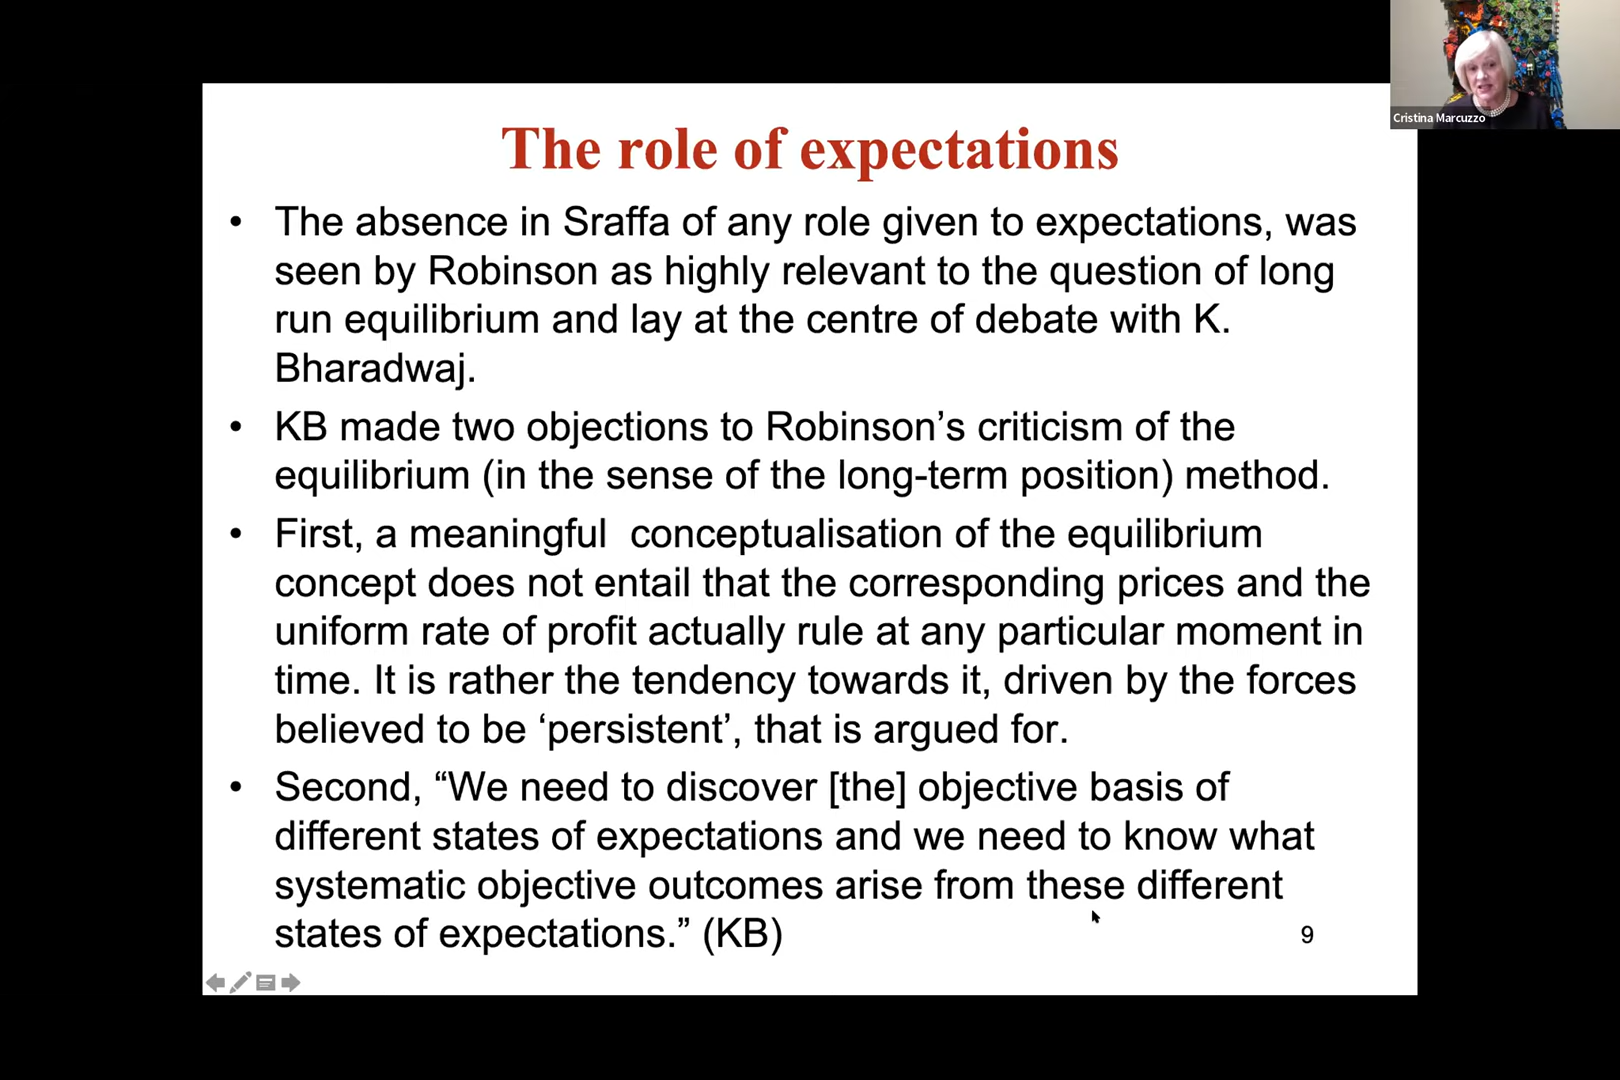 Cristina Marcuzzo
The role of expectations
• The absence in Sraffa of any role given to expectations, was
seen by Robinson as highly relevant to the question of long
run equilibrium and lay at the centre of debate with K.
Bharadwaj.
• KB made two objections to Robinson’s criticism of the
equilibrium (in the sense of the long-term position) method.
• First, a meaningful  conceptualisation of the equilibrium
concept does not entail that the corresponding prices and the
uniform rate of profit actually rule at any particular moment in
time. It is rather the tendency towards it, driven by the forces
believed to be ‘persistent’, that is argued for.
• Second, “We need to discover [the] objective basis of
different states of expectations and we need to know what
systematic objective outcomes arise from these different
states of expectations.” (KB)
9